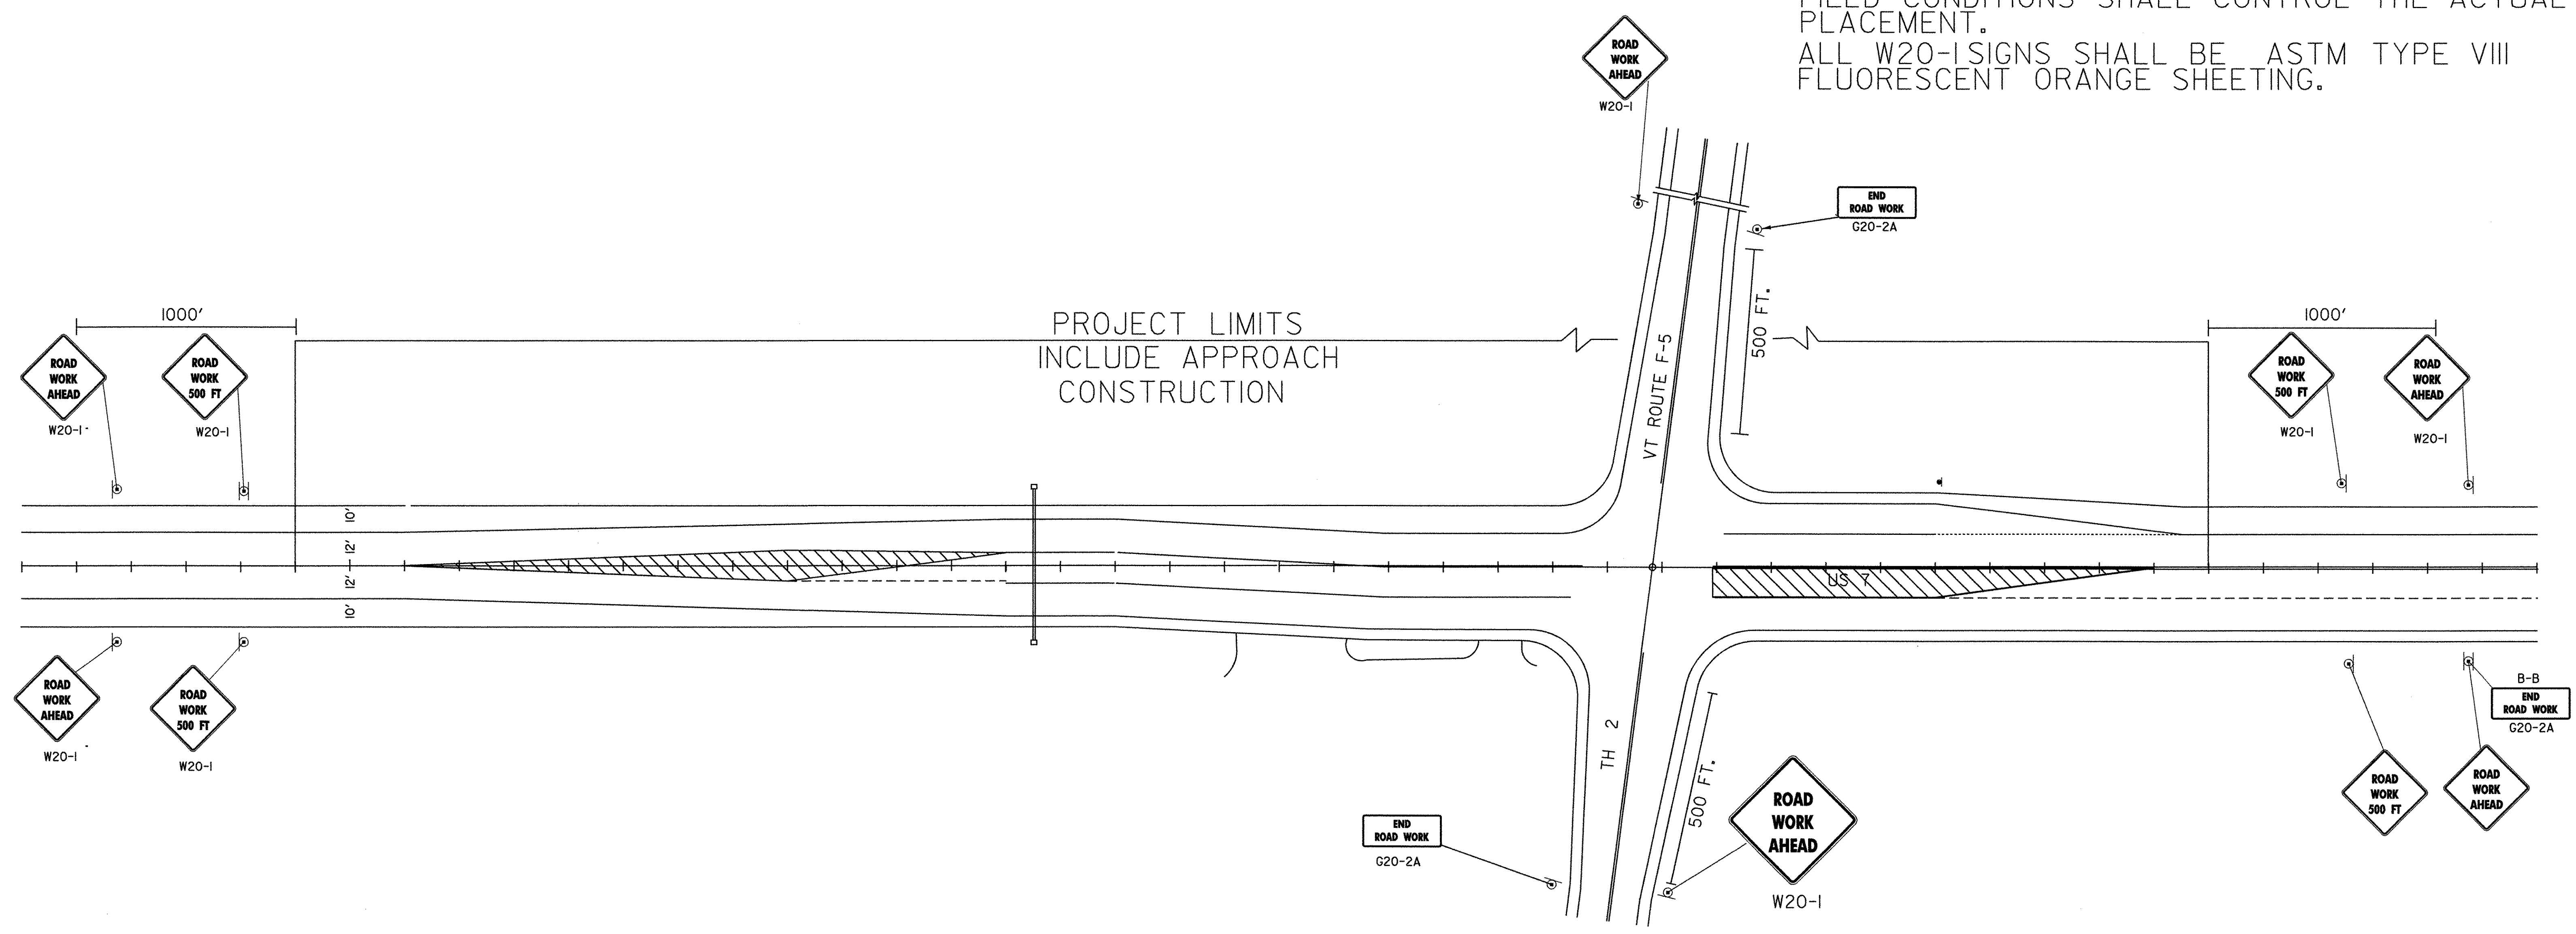 FIELD CONDITIONS SHALL CONTROL THE ACTUAL
PLACEMENT.
ALL W20-1 SIGNS SHALL BE ASTM TYPE VIII
FLUORESCENT ORANGE SHEETING.
ROAD
WORK
AHEAD
W20-1
END
ROAD WORK
G20-2A
1000'
PROJECT LIMITS
INCLUDE APPROACH
CONSTRUCTION
VT ROUTE F-5
500 FT.
1000'
ROAD
WORK
AHEAD
W20-1
ROAD
WORK
500 FT
W20-1
ROAD
WORK
500 FT
W20-1
ROAD
WORK
AHEAD
W20-1
10'
12'
12'
10'
US 7
ROAD
WORK
AHEAD
W20-1
ROAD
WORK
500 FT
W20-1
TH 2
500 FT.
END
ROAD WORK
G20-2A
ROAD
WORK
AHEAD
W20-1
B-B
END
ROAD WORK
G20-2A
ROAD
WORK
500 FT
ROAD
WORK
AHEAD